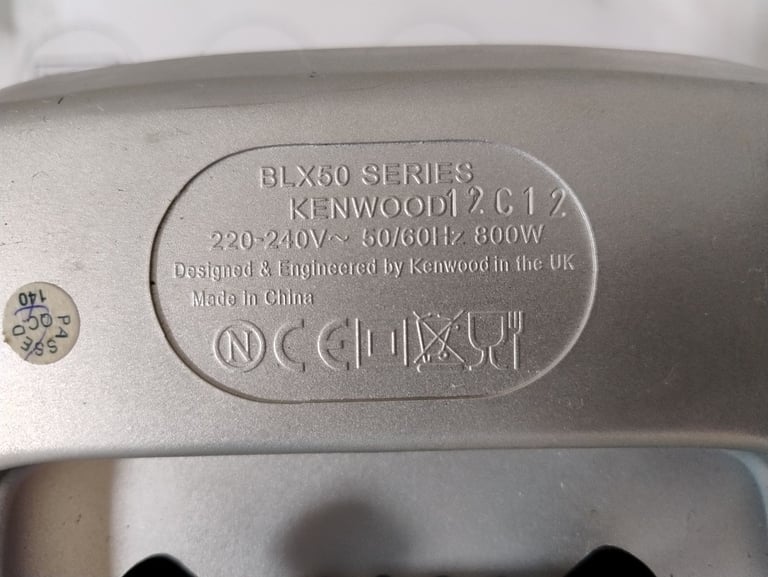 BLX50 SERIES
KENWOOD 12C12
220-240V~ 50/60Hz 800W
Designed & Engineered by Kenwood in the UK
Made in China
N CE
PASSED
QC
140